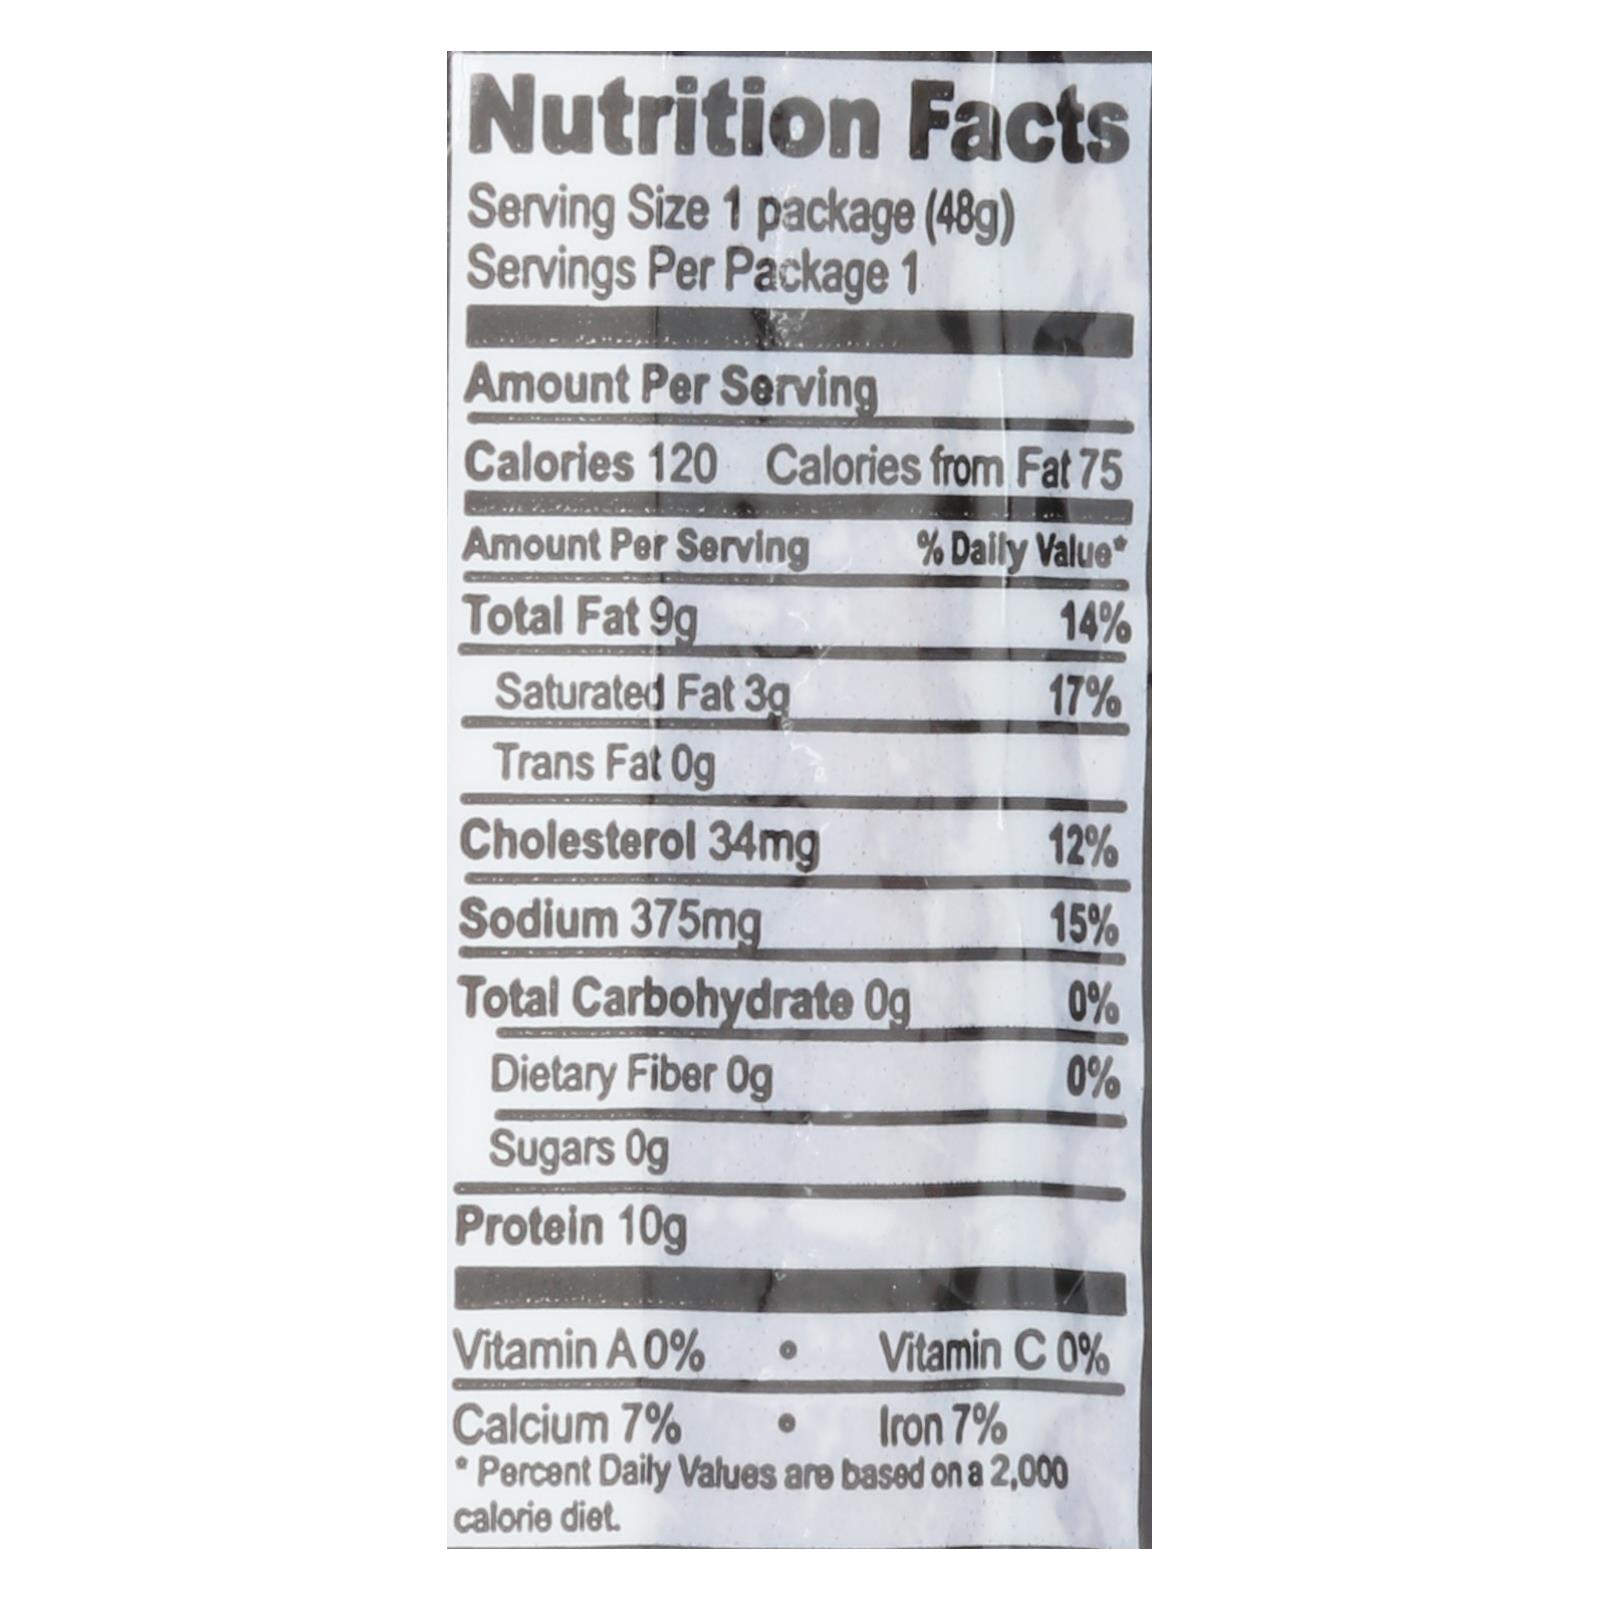 Nutrition Facts
Serving Size 1 package (48g)
Servings Per Package 1
Amount Per Serving
Calories 120 Calories from Fat 75
Amount Per Serving % Daily Value*
Total Fat 9g 14%
Saturated Fat 3g 17%
Trans Fat 0g
Cholesterol 34mg 12%
Sodium 375mg 15%
Total Carbohydrate 0g 0%
Dietary Fiber 0g 0%
Sugars 0g
Protein 10g
Vitamin A 0% • Vitamin C 0%
Calcium 7% • Iron 7%
* Percent Daily Values are based on a 2,000
calorie diet.